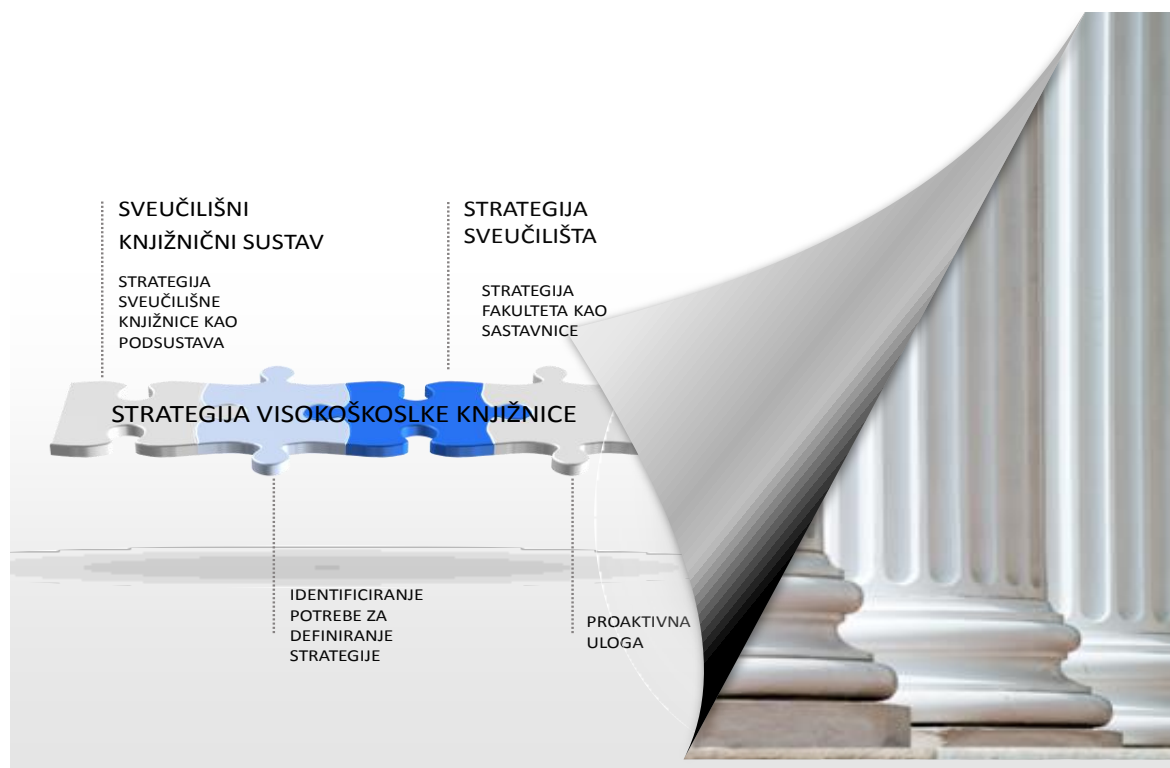 SVEUČILIŠNI
KNJIŽNIČNI SUSTAV
STRATEGIJA
SVEUČILIŠNE
KNJIŽNICE KAO
PODSUSTAVA
STRATEGIJA
SVEUČILIŠTA
STRATEGIJA
FAKULTETA KAO
SASTAVNICE
STRATEGIJA VISOKOŠKOSLKE KNJIŽNICE
IDENTIFICIRANJE
POTREBE ZA
DEFINIRANJE
STRATEGIJE
PROAKTIVNA
ULOGA